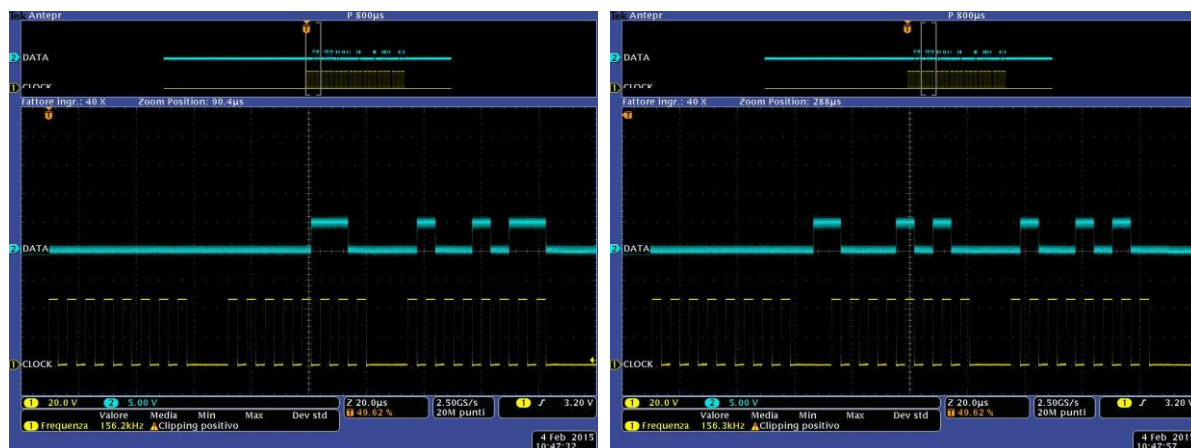 Tek Antepr
P 800µs
T
2 DATA
1 CLOCK
Fattore ingr.: 40 X
Zoom Position: 90.4µs
T
2 DATA
1 CLOCK
1 20.0 V 2 5.00 V
Z 20.0µs
T 49.62 %
2.50GS/s
20M punti
1 3.20 V
Valore Media Min Max Dev std
1 Frequenza 156.2kHz Clipping positivo
4 Feb 2015
10:47:32
Tek Antepr
P 800µs
T
2 DATA
1 CLOCK
Fattore ingr.: 40 X
Zoom Position: 288µs
T
2 DATA
1 CLOCK
1 20.0 V 2 5.00 V
Z 20.0µs
T 49.62 %
2.50GS/s
20M punti
1 3.20 V
Valore Media Min Max Dev std
1 Frequenza 156.3kHz Clipping positivo
4 Feb 2015
10:47:57